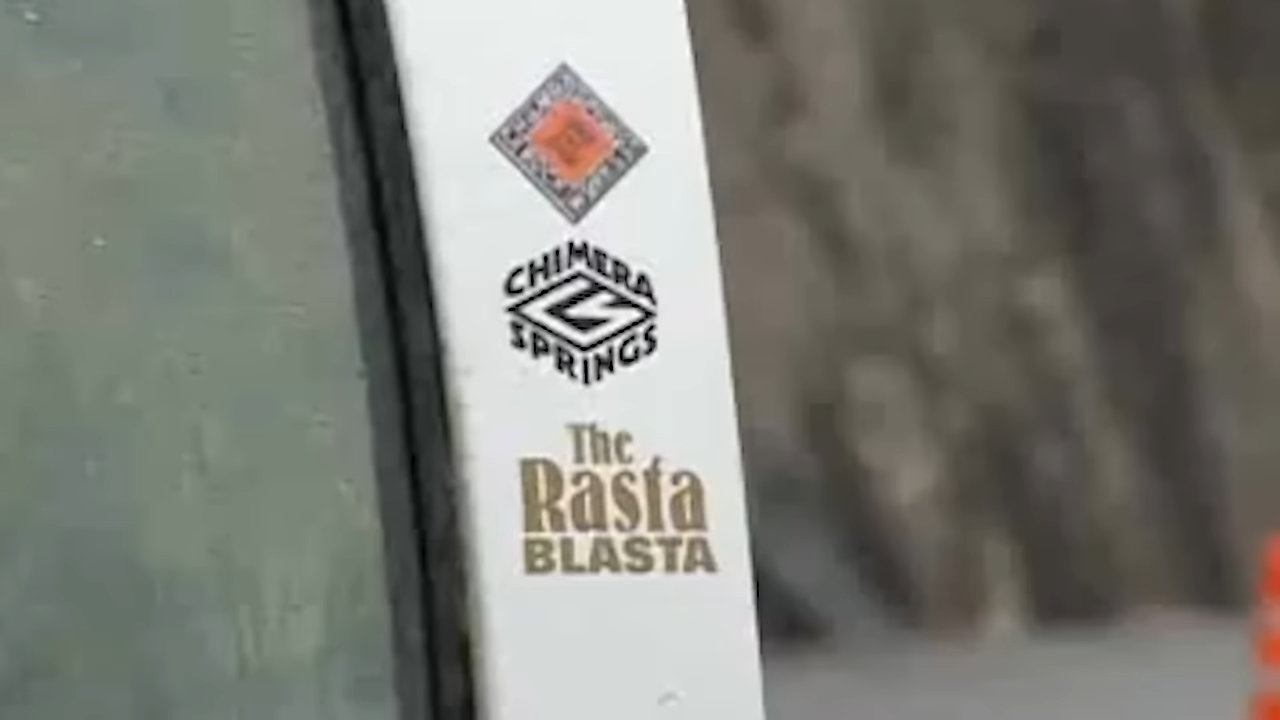 CHIMERA
SPRINGS
The
Rasta
BLASTA